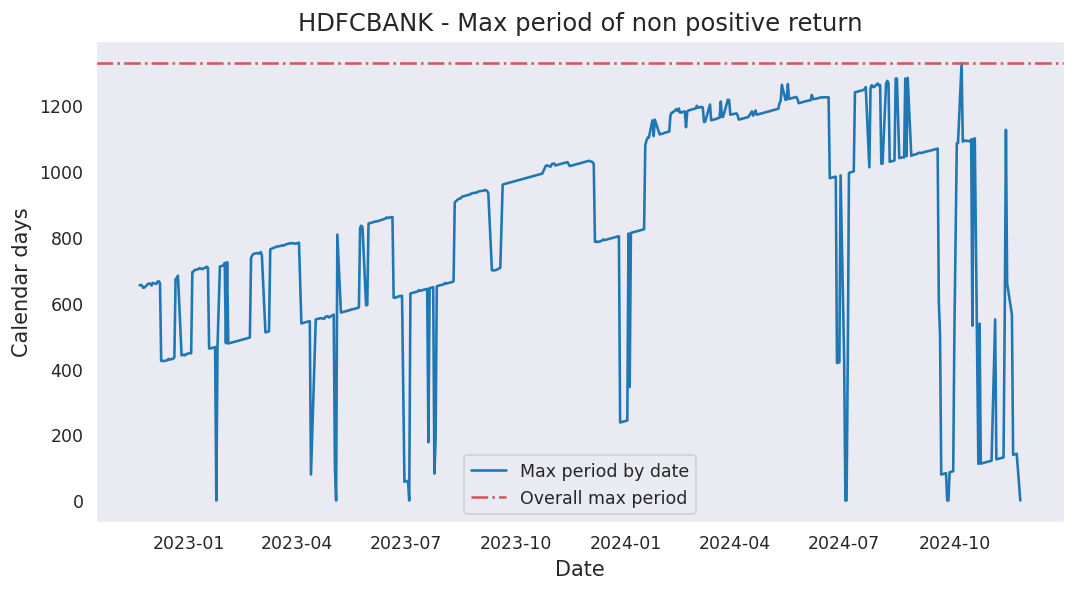 HDFCBANK - Max period of non positive return
Calendar days
1200
1000
800
600
400
200
0
Max period by date
Overall max period
2023-01 2023-04 2023-07 2023-10 2024-01 2024-04 2024-07 2024-10
Date